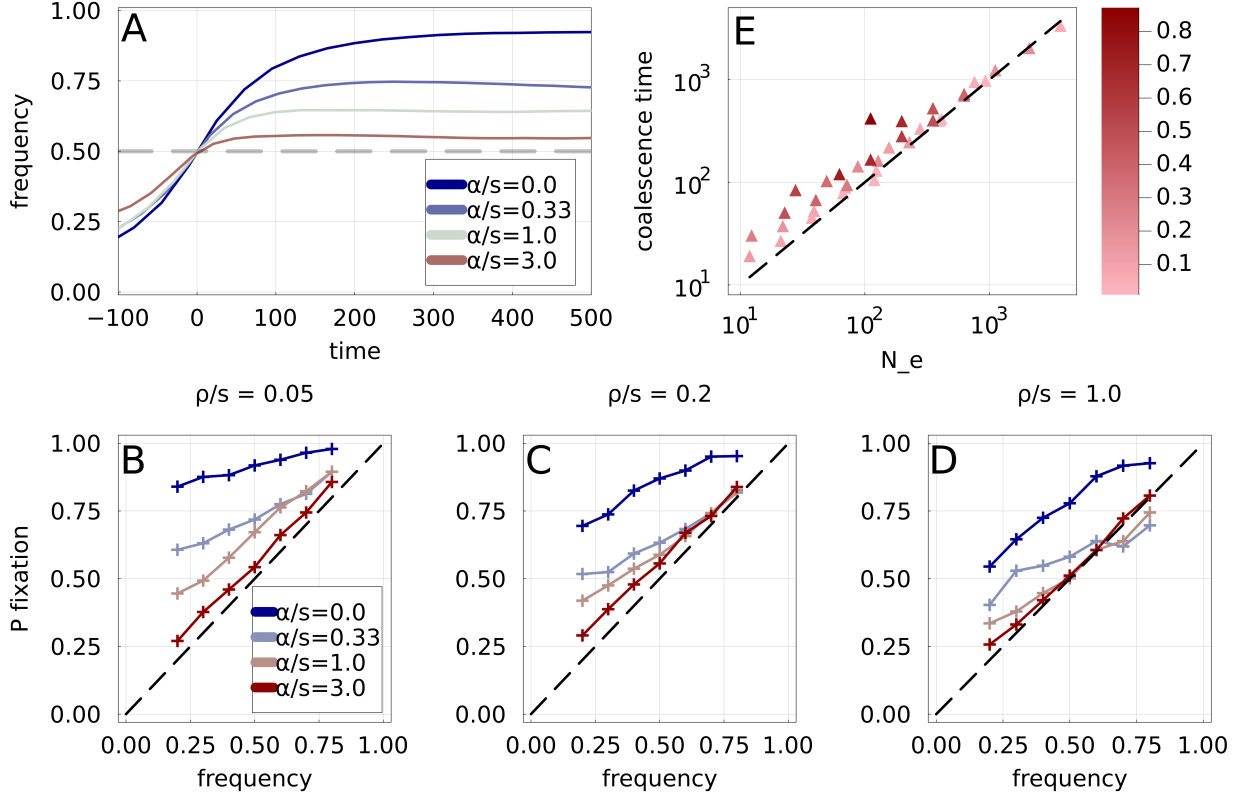 A
1.00
0.75
0.50
0.25
0.00
frequency
α/s=0.0
α/s=0.33
α/s=1.0
α/s=3.0
−100 0 100 200 300 400 500
time
E
10³
10²
10¹
coalescence time
10¹ 10² 10³
N_e
0.8
0.7
0.6
0.5
0.4
0.3
0.2
0.1
ρ/s = 0.05
B
1.00
0.75
0.50
0.25
0.00
P fixation
α/s=0.0
α/s=0.33
α/s=1.0
α/s=3.0
0.00 0.25 0.50 0.75 1.00
frequency
ρ/s = 0.2
C
1.00
0.75
0.50
0.25
0.00
0.00 0.25 0.50 0.75 1.00
frequency
ρ/s = 1.0
D
1.00
0.75
0.50
0.25
0.00
0.00 0.25 0.50 0.75 1.00
frequency